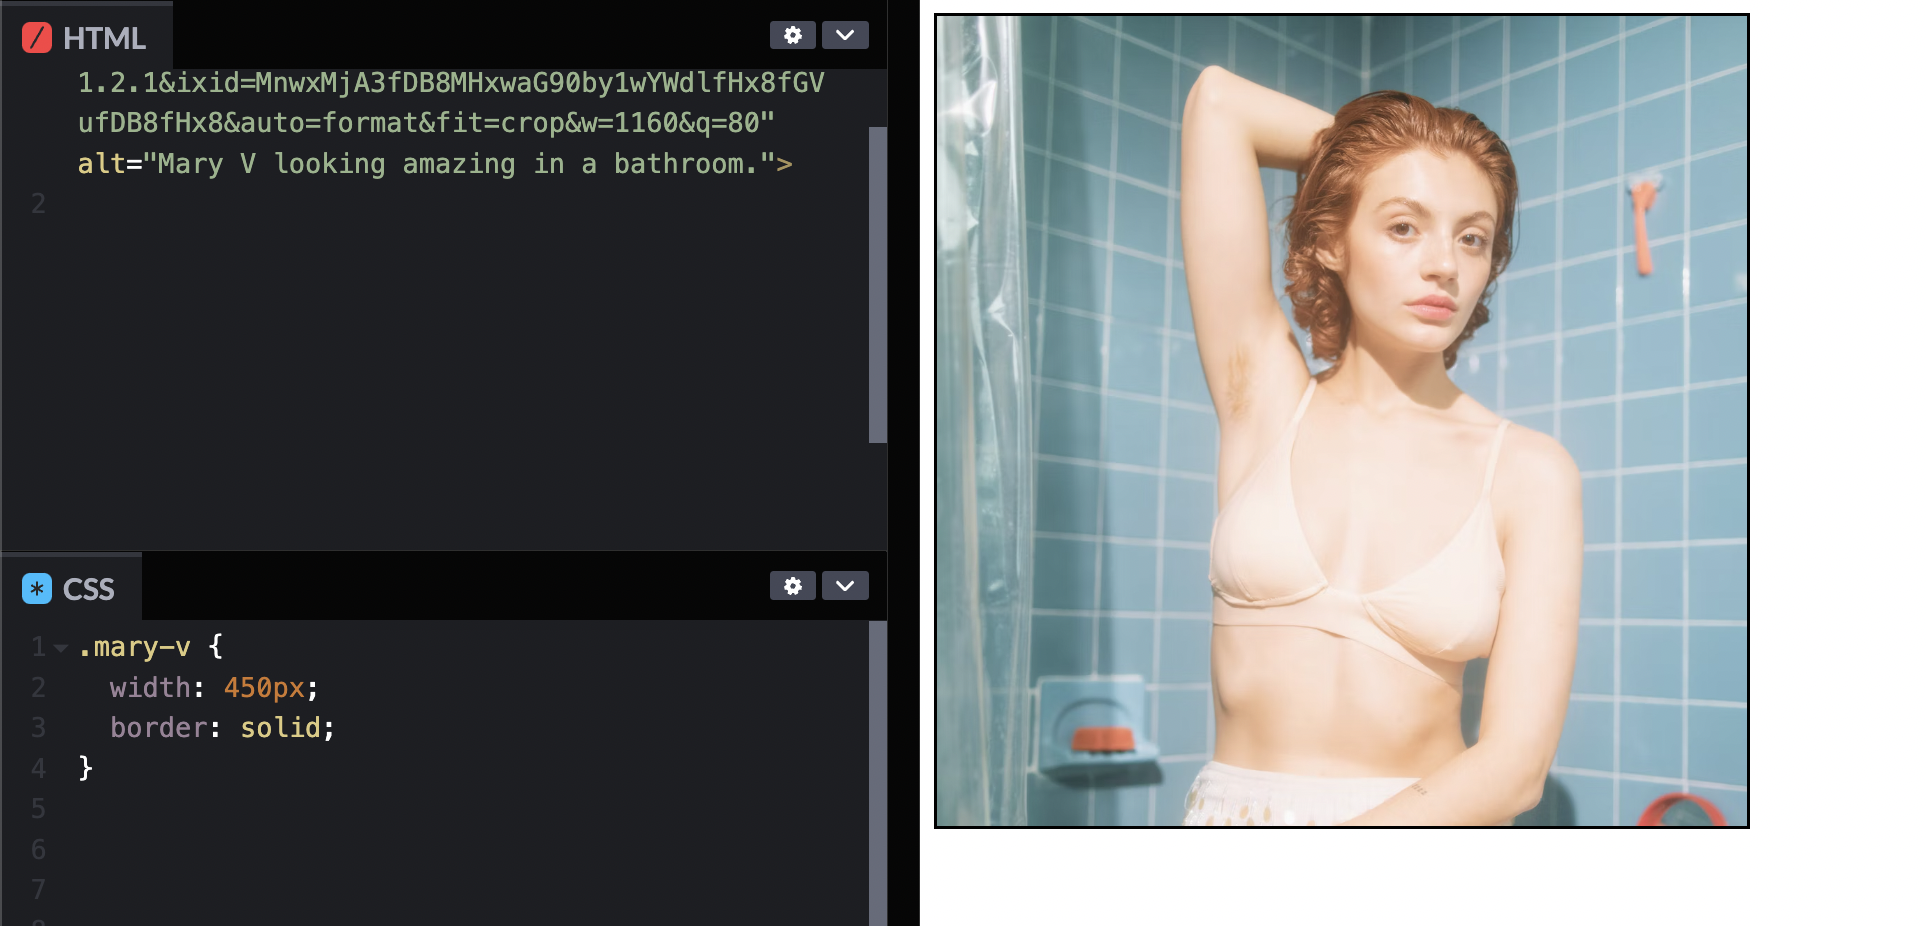 HTML
1.2.1&ixid=MnwxMjA3fDB8MHxwaG90by1wYWdlfHx8fGV
ufDB8fHx8&auto=format&fit=crop&w=1160&q=80"
alt="Mary V looking amazing in a bathroom.">
2
CSS
1 .mary-v {
2 width: 450px;
3 border: solid;
4 }
5
6
7